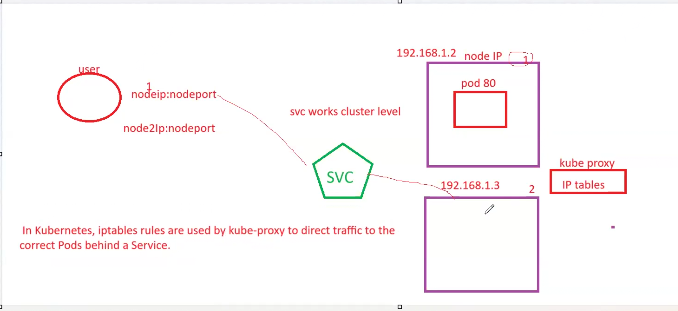 user
1
nodeip:nodeport
node2Ip:nodeport
svc works cluster level
SVC
192.168.1.2 node IP 1
pod 80
192.168.1.3 2
kube proxy
IP tables
In Kubernetes, iptables rules are used by kube-proxy to direct traffic to the
correct Pods behind a Service.